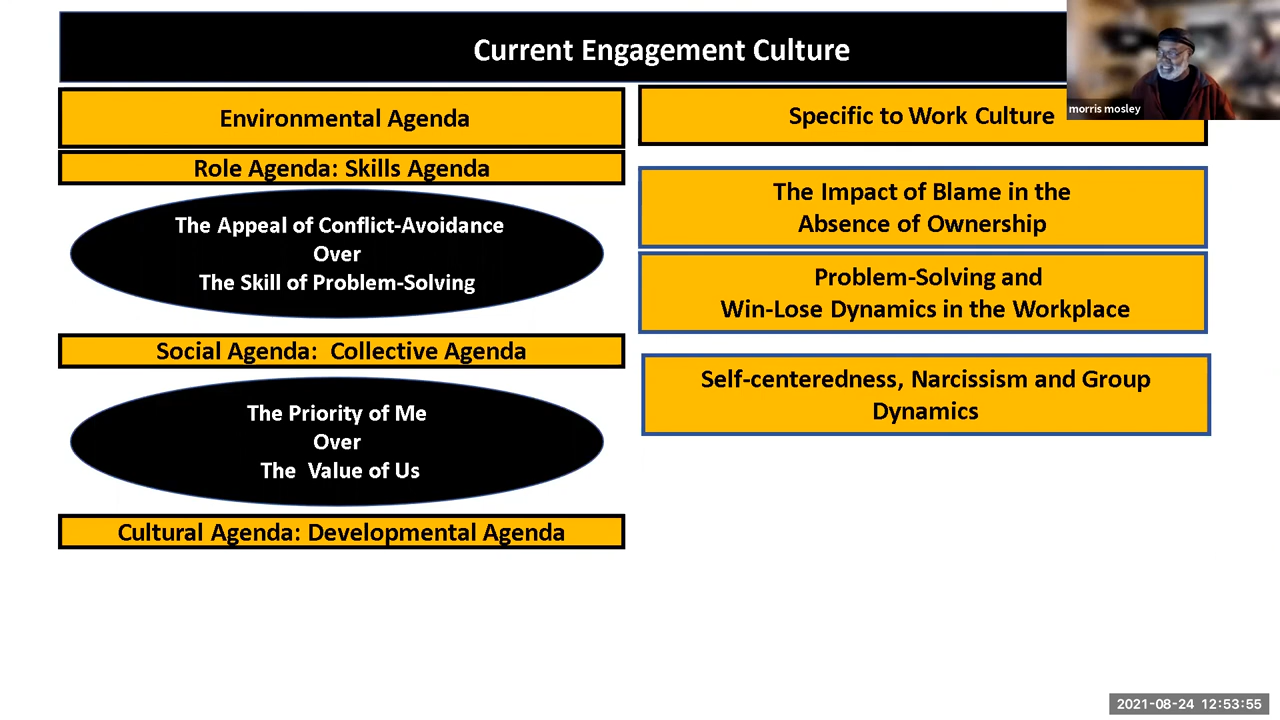 Current Engagement Culture
morris mosley
Environmental Agenda
Specific to Work Culture
Role Agenda: Skills Agenda
The Appeal of Conflict-Avoidance
Over
The Skill of Problem-Solving
The Impact of Blame in the
Absence of Ownership
Problem-Solving and
Win-Lose Dynamics in the Workplace
Social Agenda:  Collective Agenda
The Priority of Me
Over
The  Value of Us
Self-centeredness, Narcissism and Group
Dynamics
Cultural Agenda: Developmental Agenda
2021-08-24 12:53:55